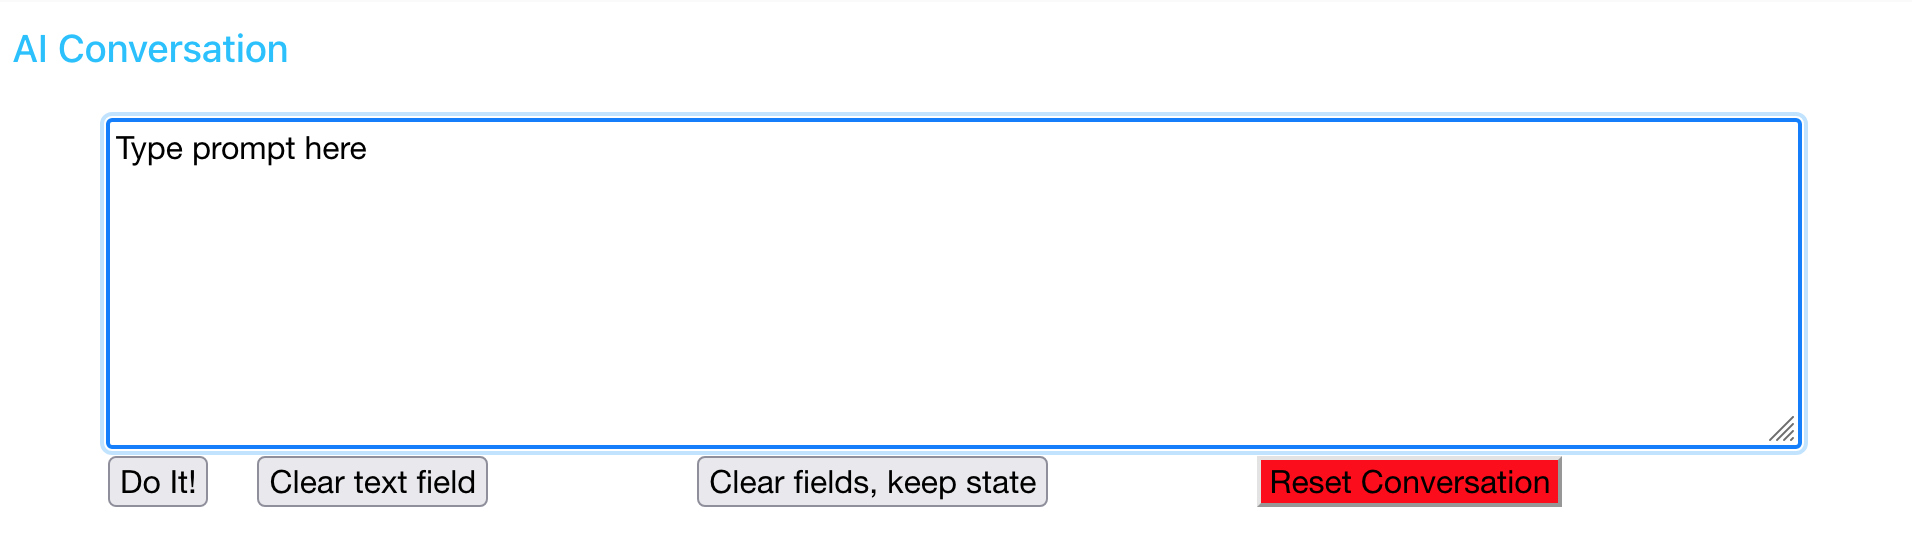 AI Conversation
Type prompt here
Do It!
Clear text field
Clear fields, keep state
Reset Conversation